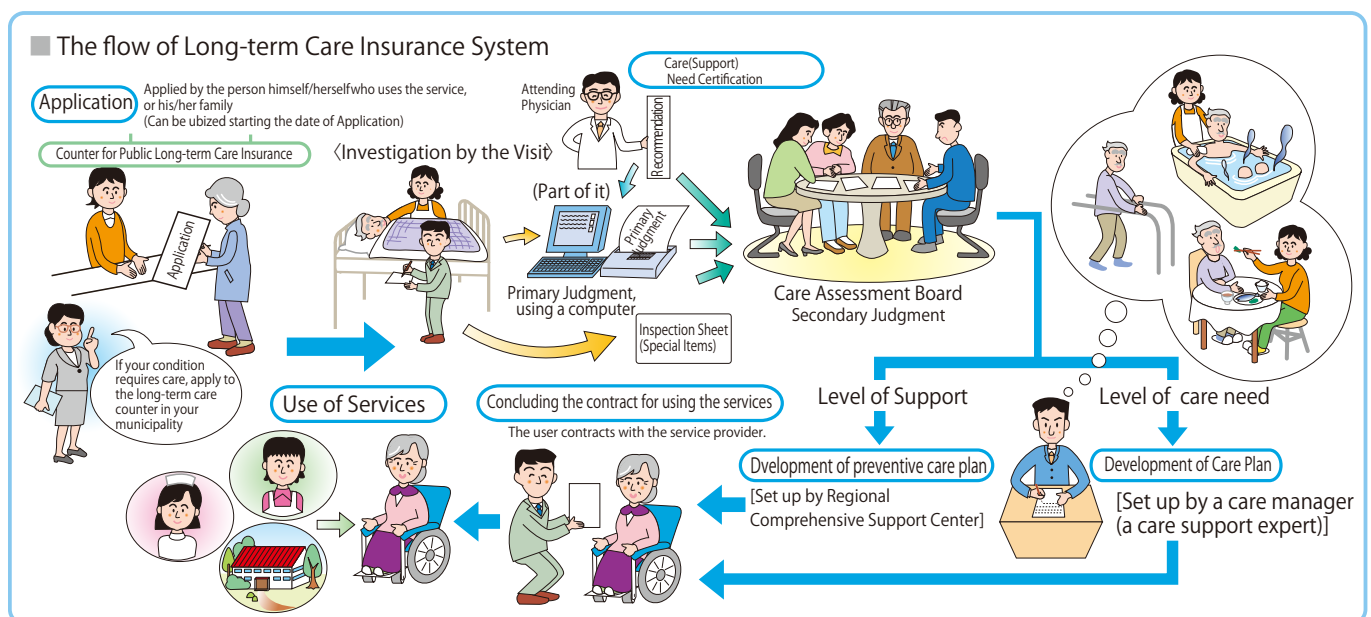 The flow of Long-term Care Insurance System
Application
Applied by the person himself/herselfwho uses the service,
or his/her family
(Can be ubized starting the date of Application)
Counter for Public Long-term Care Insurance
Application
If your condition
requires care, apply to
the long-term care
counter in your
municipality
〈Investigation by the Visit〉
Attending
Physician
Recommendation
Care(Support)
Need Certification
(Part of it)
Primary
Judgment
Primary Judgment,
using a computer
Inspection Sheet
(Special Items)
Care Assessment Board
Secondary Judgment
Level of Support
Level of care need
Dvelopment of preventive care plan
[Set up by Regional
Comprehensive Support Center]
Development of Care Plan
[Set up by a care manager
(a care support expert)]
Concluding the contract for using the services
The user contracts with the service provider.
Use of Services